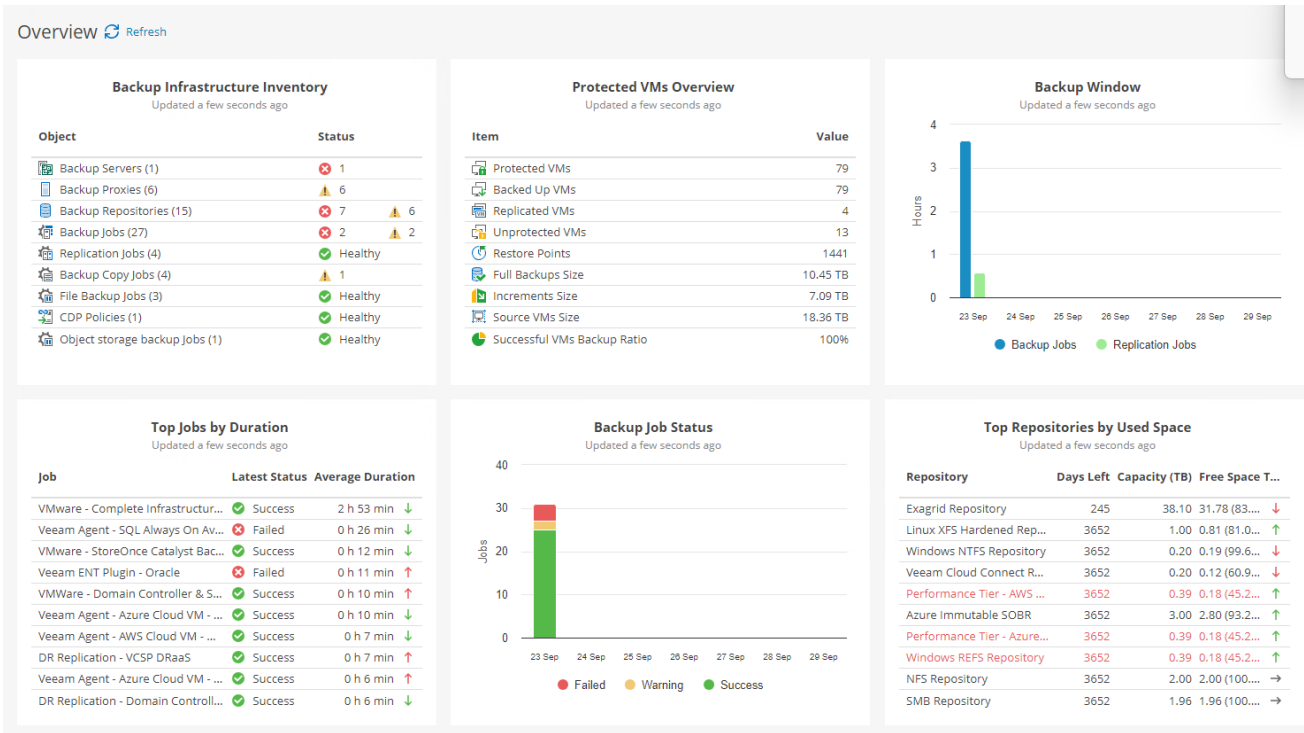 Overview Refresh
Backup Infrastructure Inventory
Updated a few seconds ago
Object Status
Backup Servers (1) 1
Backup Proxies (6) 6
Backup Repositories (15) 7 6
Backup Jobs (27) 2 2
Replication Jobs (4) Healthy
Backup Copy Jobs (4) 1
File Backup Jobs (3) Healthy
CDP Policies (1) Healthy
Object storage backup Jobs (1) Healthy
Protected VMs Overview
Updated a few seconds ago
Item Value
Protected VMs 79
Backed Up VMs 79
Replicated VMs 4
Unprotected VMs 13
Restore Points 1441
Full Backups Size 10.45 TB
Increments Size 7.09 TB
Source VMs Size 18.36 TB
Successful VMs Backup Ratio 100%
Backup Window
Updated a few seconds ago
Hours
4
3
2
1
0
23 Sep 24 Sep 25 Sep 26 Sep 27 Sep 28 Sep 29 Sep
Backup Jobs Replication Jobs
Top Jobs by Duration
Updated a few seconds ago
Job Latest Status Average Duration
VMware - Complete Infrastructur... Success 2 h 53 min
Veeam Agent - SQL Always On Av... Failed 0 h 26 min
VMware - StoreOnce Catalyst Bac... Success 0 h 12 min
Veeam ENT Plugin - Oracle Failed 0 h 11 min
VMWare - Domain Controller & S... Success 0 h 10 min
Veeam Agent - Azure Cloud VM - ... Success 0 h 10 min
Veeam Agent - AWS Cloud VM - ... Success 0 h 7 min
DR Replication - VCSP DRaaS Success 0 h 7 min
Veeam Agent - Azure Cloud VM - ... Success 0 h 6 min
DR Replication - Domain Controll... Success 0 h 6 min
Backup Job Status
Updated a few seconds ago
Jobs
40
30
20
10
0
23 Sep 24 Sep 25 Sep 26 Sep 27 Sep 28 Sep 29 Sep
Failed Warning Success
Top Repositories by Used Space
Updated a few seconds ago
Repository Days Left Capacity (TB) Free Space T...
Exagrid Repository 245 38.10 31.78 (83....
Linux XFS Hardened Rep... 3652 1.00 0.81 (81.0...
Windows NTFS Repository 3652 0.20 0.19 (99.6...
Veeam Cloud Connect R... 3652 0.20 0.12 (60.9...
Performance Tier - AWS ... 3652 0.39 0.18 (45.2...
Azure Immutable SOBR 3652 3.00 2.80 (93.2...
Performance Tier - Azure... 3652 0.39 0.18 (45.2...
Windows REFS Repository 3652 0.39 0.18 (45.2...
NFS Repository 3652 2.00 2.00 (100....
SMB Repository 3652 1.96 1.96 (100....